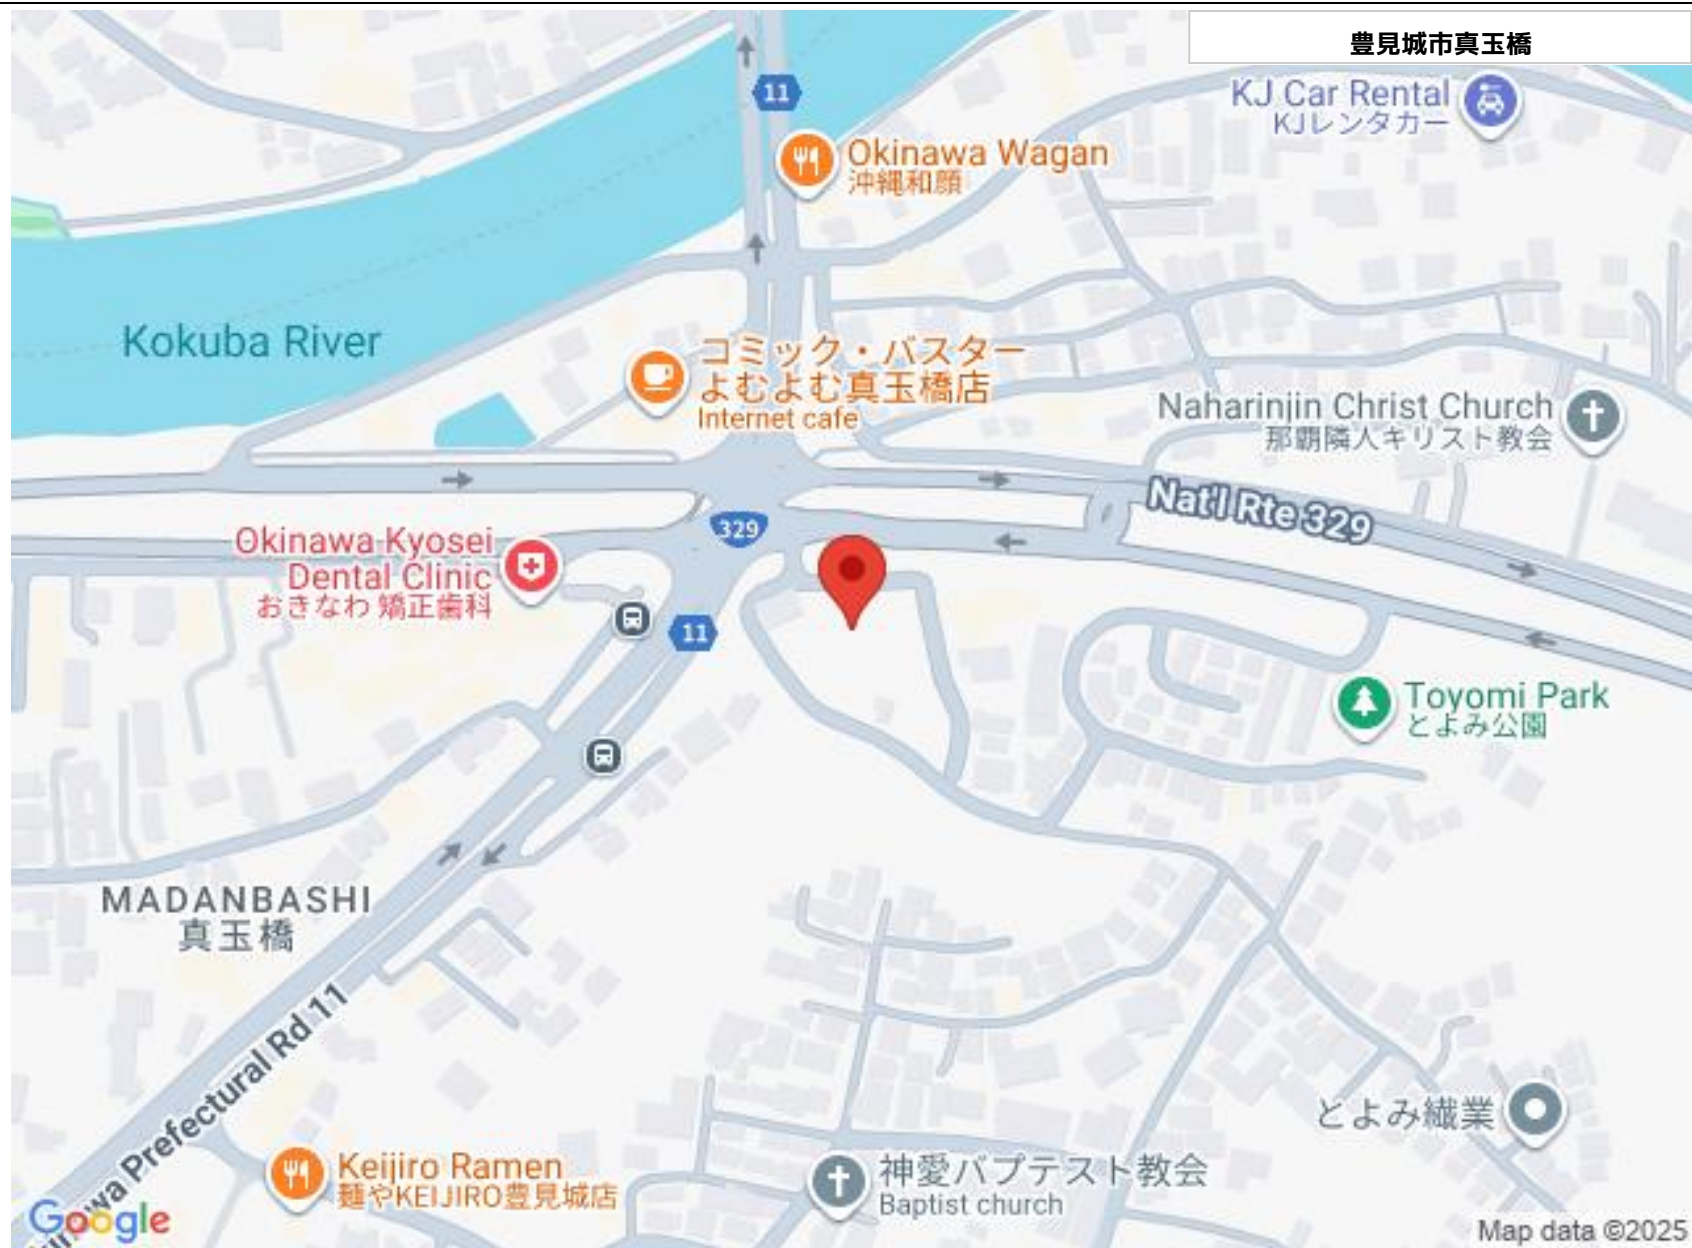 豊見城市真玉橋
11
KJ Car Rental
KJレンタカー
Okinawa Wagan
沖縄和顔
Kokuba River
コミック・バスター
よむよむ真玉橋店
Internet cafe
Naharinjin Christ Church
那覇隣人キリスト教会
Nat'l Rte 329
329
Okinawa Kyosei
Dental Clinic
おきなわ 矯正歯科
11
Toyomi Park
とよみ公園
MADANBASHI
真玉橋
Prefectural Rd 11
とよみ繊業
Keijiro Ramen
麺やKEIJIRO豊見城店
神愛バプテスト教会
Baptist church
Google
Map data ©2025